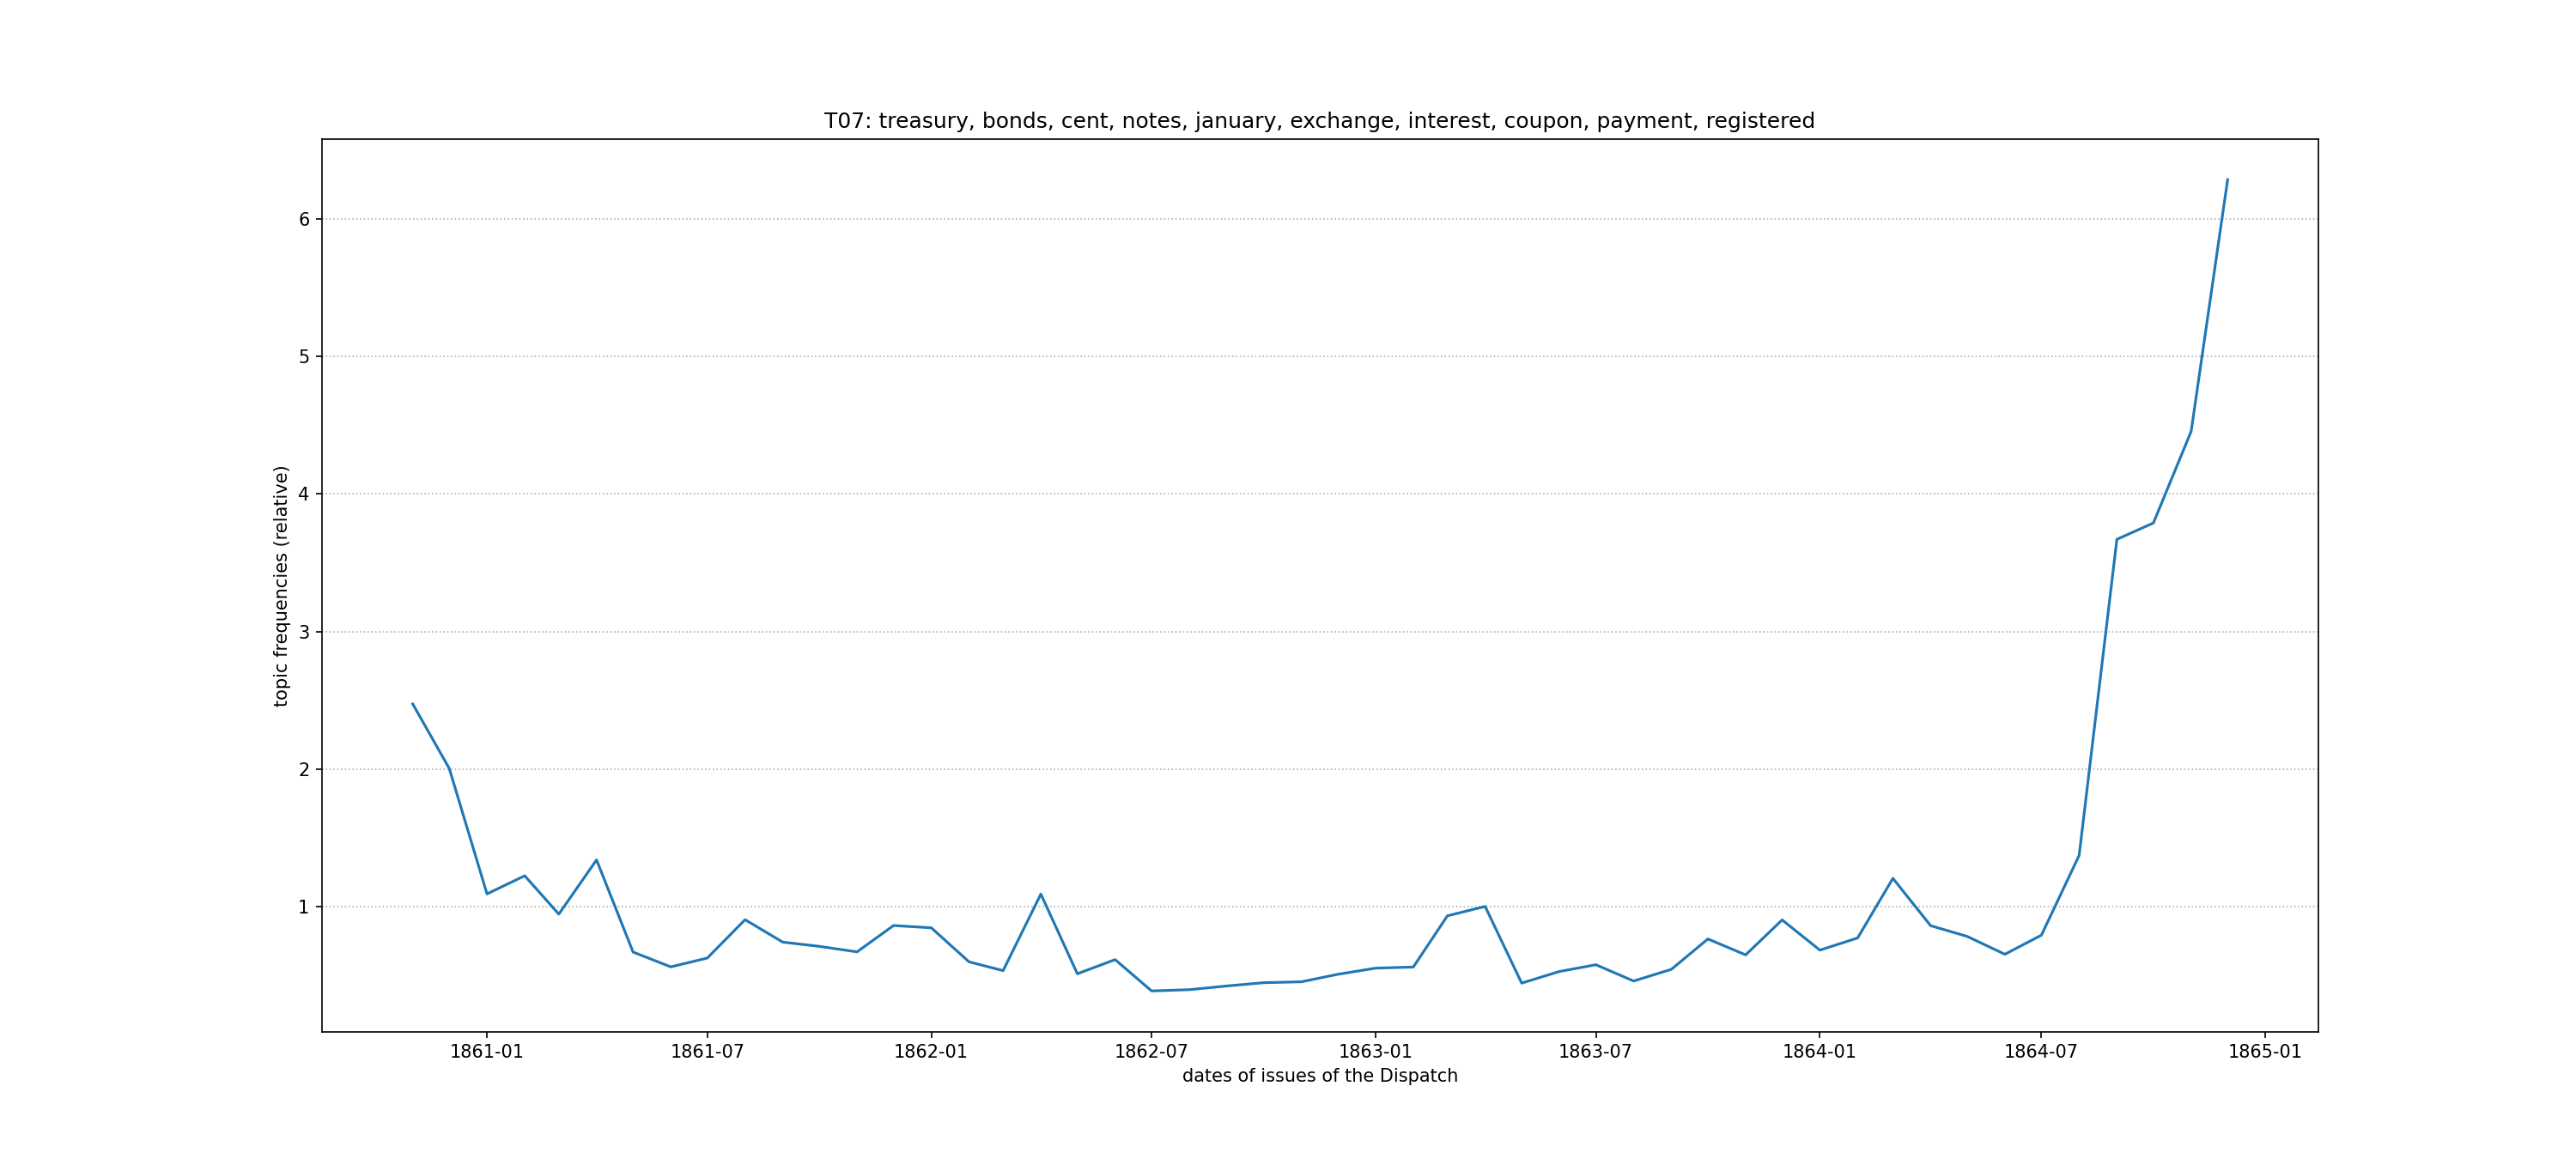 T07: treasury, bonds, cent, notes, january, exchange, interest, coupon, payment, registered
topic frequencies (relative)
6
5
4
3
2
1
1861-01 1861-07 1862-01 1862-07 1863-01 1863-07 1864-01 1864-07 1865-01
dates of issues of the Dispatch